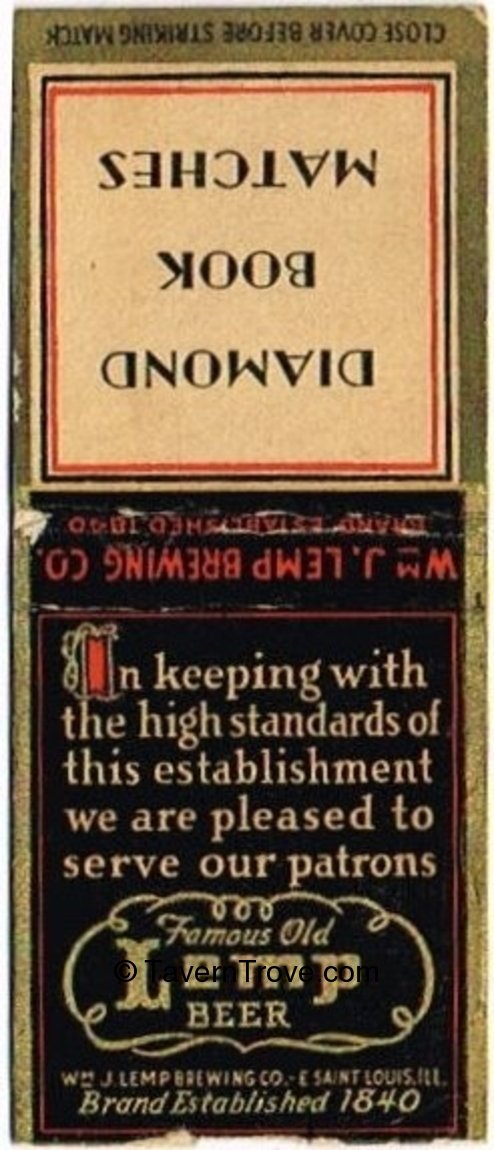 CLOSE COVER BEFORE STRIKING MATCH
DIAMOND
BOOK
MATCHES
Wᴹ J. LEMP BREWING CO.
BRAND ESTABLISHED 1840
In keeping with
the high standards of
this establishment
we are pleased to
serve our patrons
Famous Old
Lemp
© TavernTrove.com
BEER
Wᴹ J. LEMP BREWING CO.-E SAINT LOUIS, ILL.
Brand Established 1840